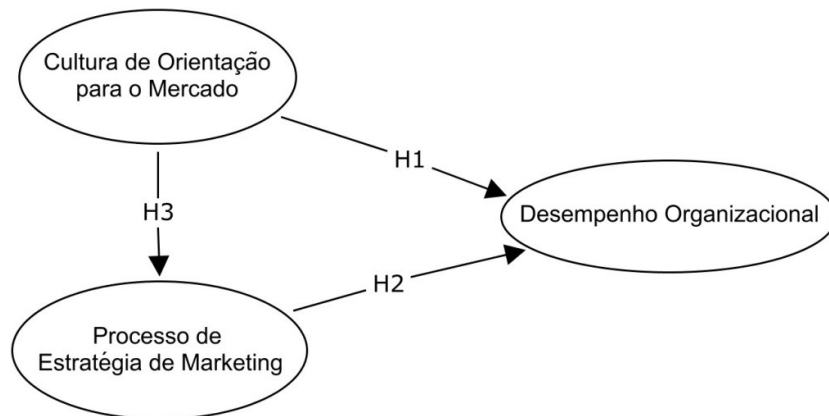 Cultura de Orientação
para o Mercado
H1
H3
Desempenho Organizacional
H2
Processo de
Estratégia de Marketing